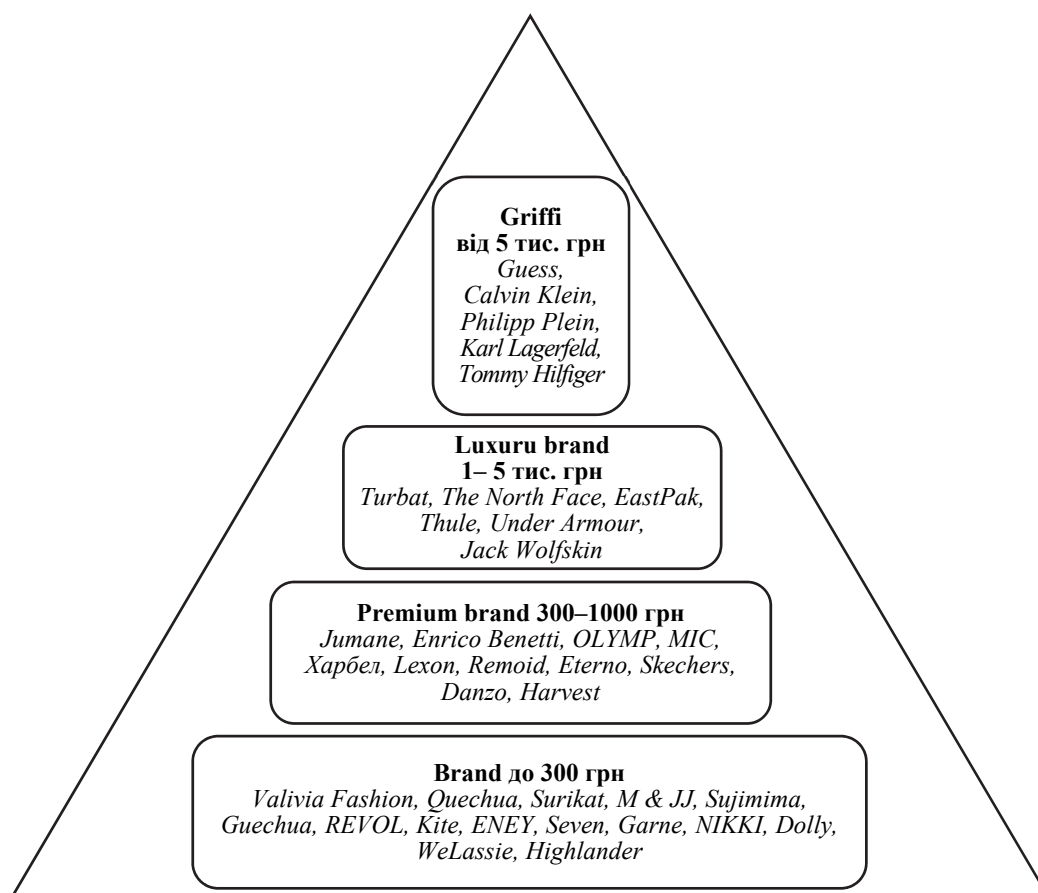 Griffi
від 5 тис. грн
Guess,
Calvin Klein,
Philipp Plein,
Karl Lagerfeld,
Tommy Hilfiger
Luxuru brand
1– 5 тис. грн
Turbat, The North Face, EastPak,
Thule, Under Armour,
Jack Wolfskin
Premium brand 300–1000 грн
Jumane, Enrico Benetti, OLYMP, MIC,
Харбел, Lexon, Remoid, Eterno, Skechers,
Danzo, Harvest
Brand до 300 грн
Valivia Fashion, Quechua, Surikat, M & JJ, Sujimima,
Guechua, REVOL, Kite, ENEY, Seven, Garne, NIKKI, Dolly,
WeLassie, Highlander